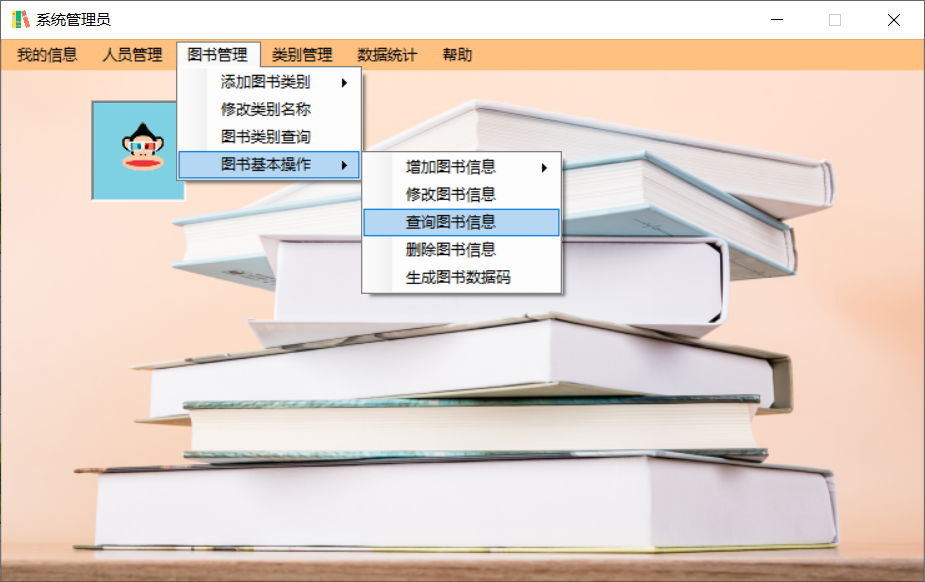 系统管理员
我的信息 人员管理 图书管理 类别管理 数据统计 帮助
添加图书类别
修改类别名称
图书类别查询
图书基本操作
增加图书信息
修改图书信息
查询图书信息
删除图书信息
生成图书数据码